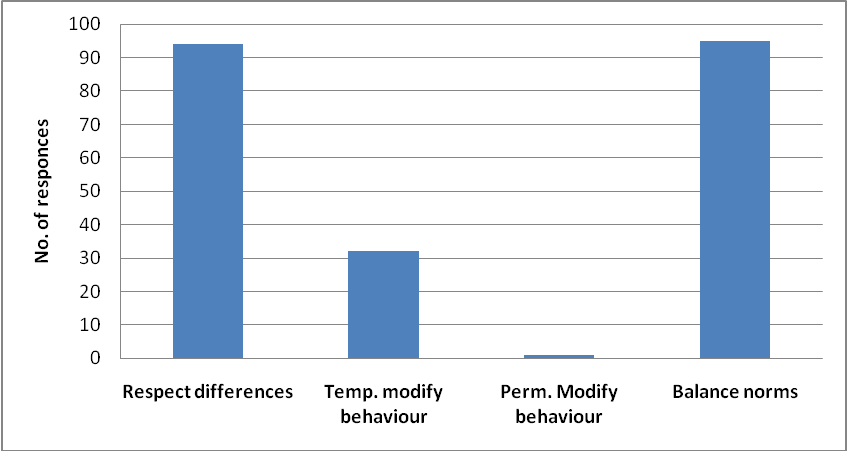 100
90
80
70
60
50
40
30
20
10
0
No. of responces
Respect differences
Temp. modify
behaviour
Perm. Modify
behaviour
Balance norms